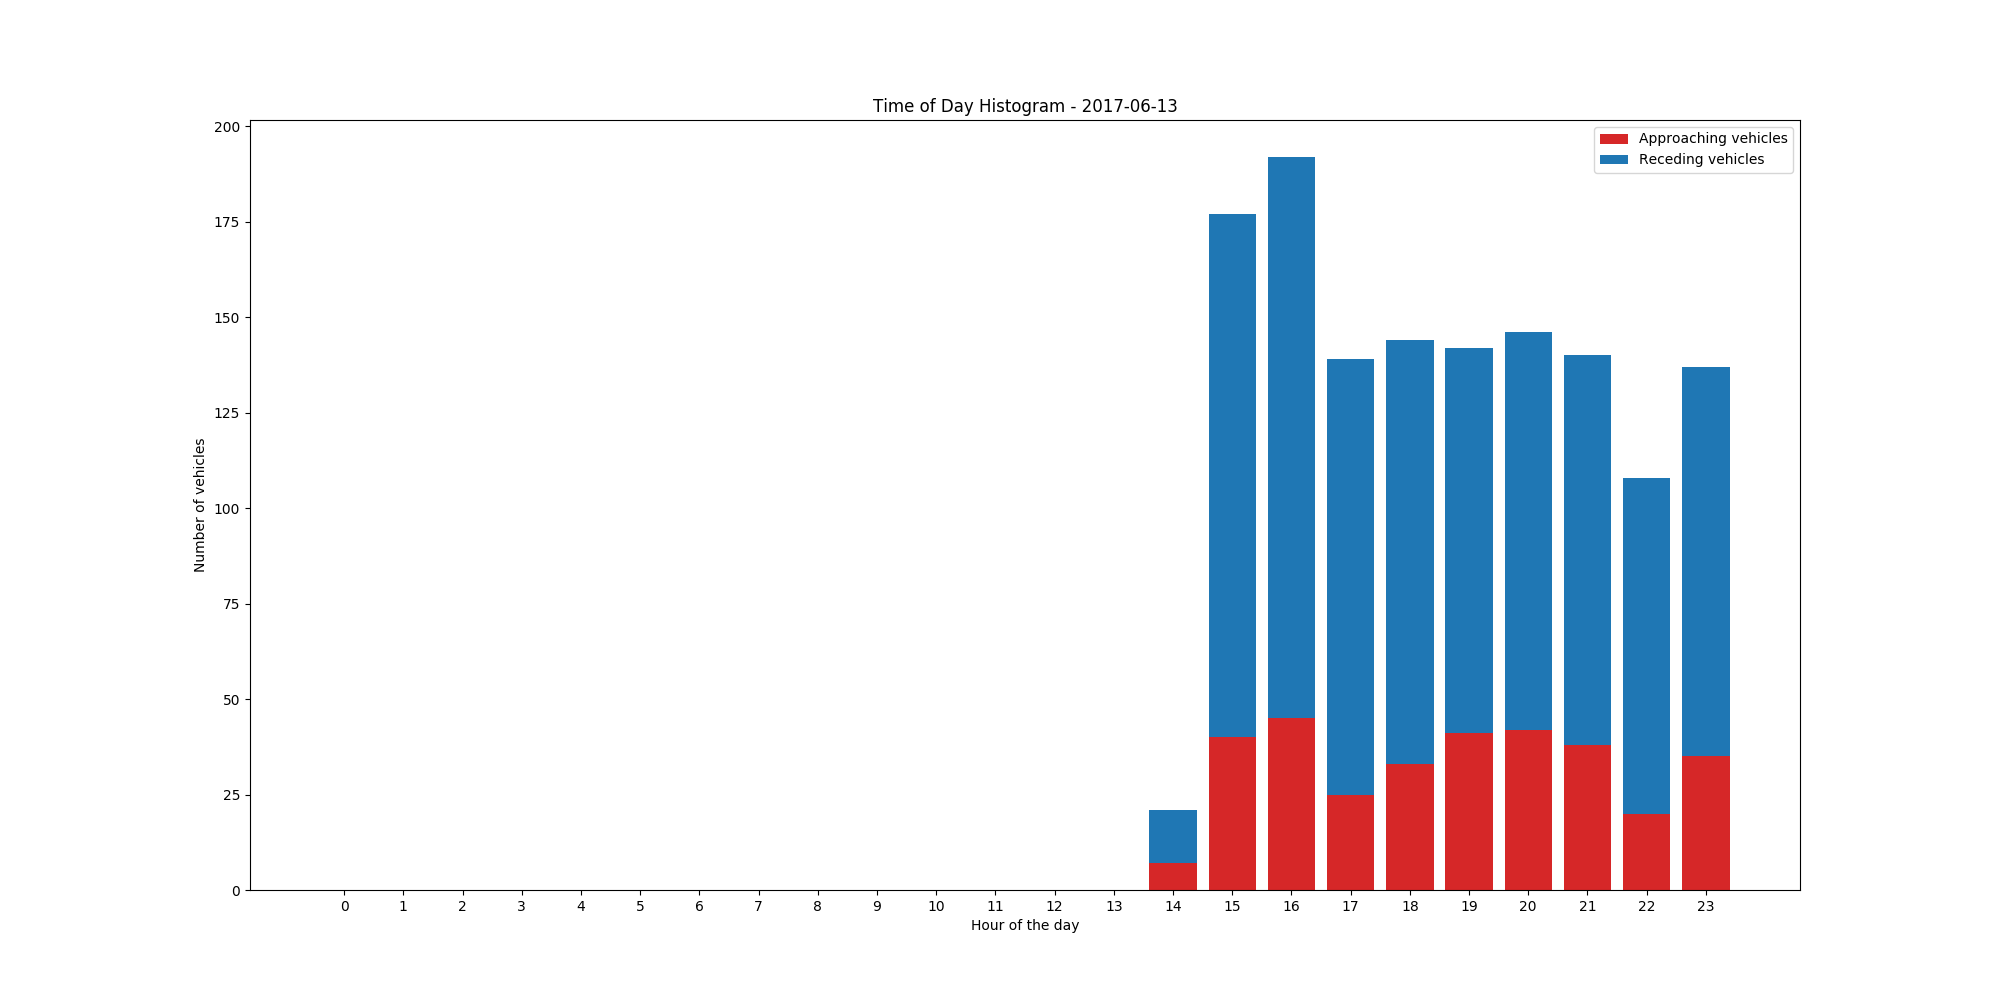 Time of Day Histogram - 2017-06-13
Approaching vehicles
Receding vehicles
200
175
150
125
100
75
50
25
0
Number of vehicles
0 1 2 3 4 5 6 7 8 9 10 11 12 13 14 15 16 17 18 19 20 21 22 23
Hour of the day